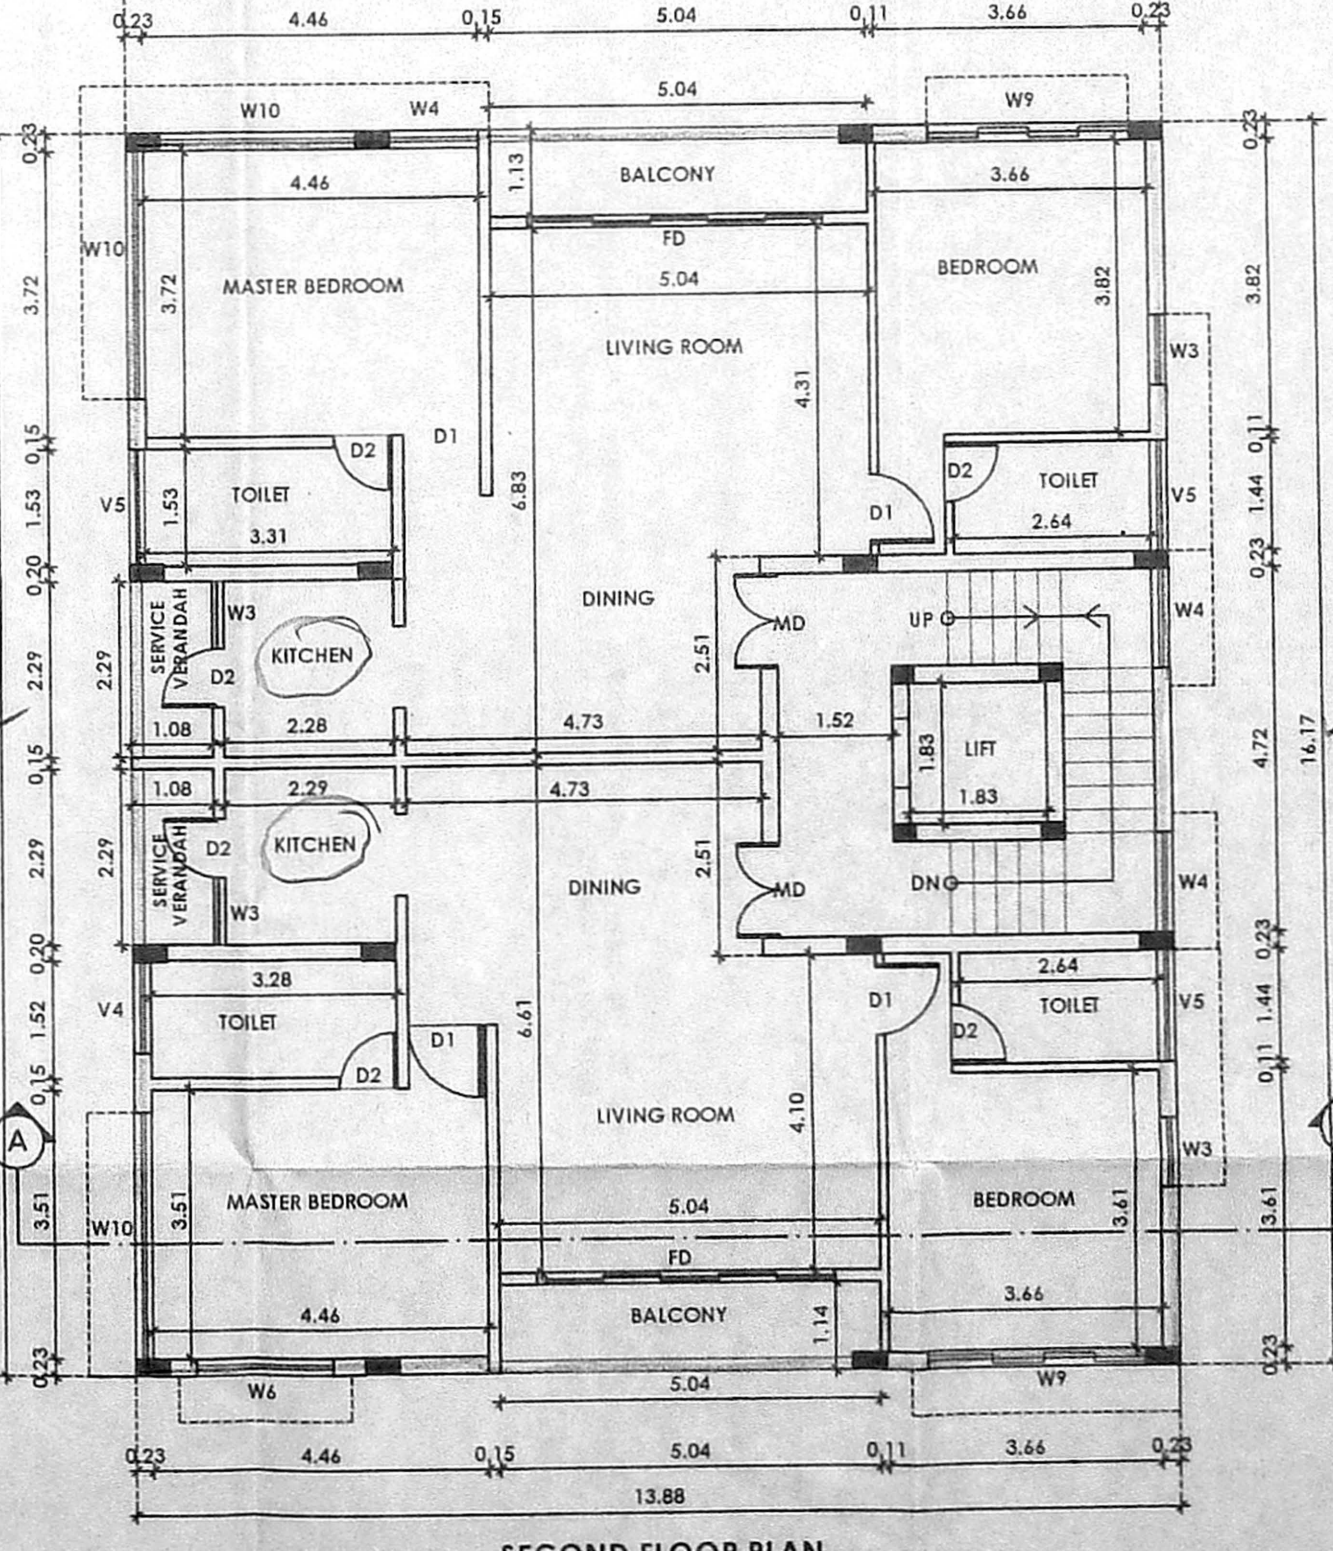 0.23 4.46 0.15 5.04 0.11 3.66 0.23
5.04
W10 W4 W9
0.23 0.23
4.46 1.13 BALCONY 3.66
W10 FD
MASTER BEDROOM 3.72 5.04 BEDROOM 3.82
3.72 3.82
LIVING ROOM W3
4.31
0.15 D2 D1 0.11
D2 TOILET
V5 1.53 TOILET 6.83 V5
1.53 3.31 D1 2.64 1.44
0.20 0.23
SERVICE VERANDAH W3 DINING MD UP W4
2.29 2.29 KITCHEN 2.51
D2
1.08 2.28 4.73 1.52 1.83 LIFT 4.72 16.17
0.15
1.08 2.29 4.73 1.83
SERVICE VERANDAH D2 KITCHEN
2.29 2.29 DINING 2.51 MD DN W4
W3
0.20 0.23
3.28 2.64
V4 TOILET 6.61 D1 TOILET V5
1.52 D1 D2 1.44
0.15 D2 0.11
A LIVING ROOM 4.10
W3
3.51 3.51 MASTER BEDROOM 5.04 BEDROOM 3.61 3.61
W10
FD
4.46 BALCONY 1.14 3.66
0.23 0.23
W6 5.04 W9
0.23 4.46 0.15 5.04 0.11 3.66 0.23
13.88
SECOND FLOOR PLAN